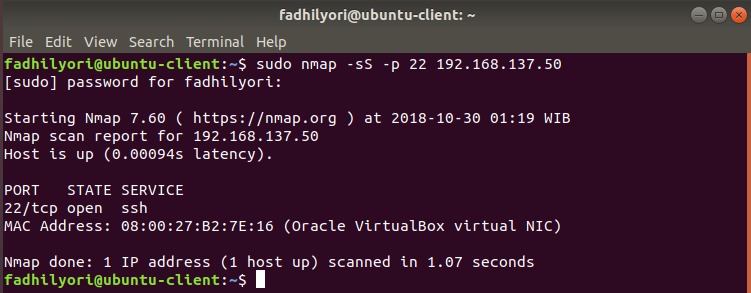 fadhilyori@ubuntu-client: ~
File Edit View Search Terminal Help
fadhilyori@ubuntu-client:~$ sudo nmap -sS -p 22 192.168.137.50
[sudo] password for fadhilyori:
Starting Nmap 7.60 ( https://nmap.org ) at 2018-10-30 01:19 WIB
Nmap scan report for 192.168.137.50
Host is up (0.00094s latency).
PORT   STATE SERVICE
22/tcp open  ssh
MAC Address: 08:00:27:B2:7E:16 (Oracle VirtualBox virtual NIC)
Nmap done: 1 IP address (1 host up) scanned in 1.07 seconds
fadhilyori@ubuntu-client:~$